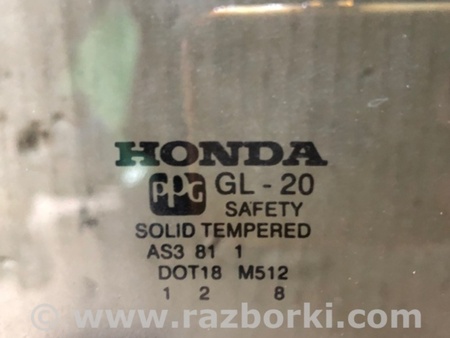 HONDA
PPG GL - 20
SAFETY
SOLID TEMPERED
AS3 81 1
DOT18 M512
1 2 8
© www.razborki.com